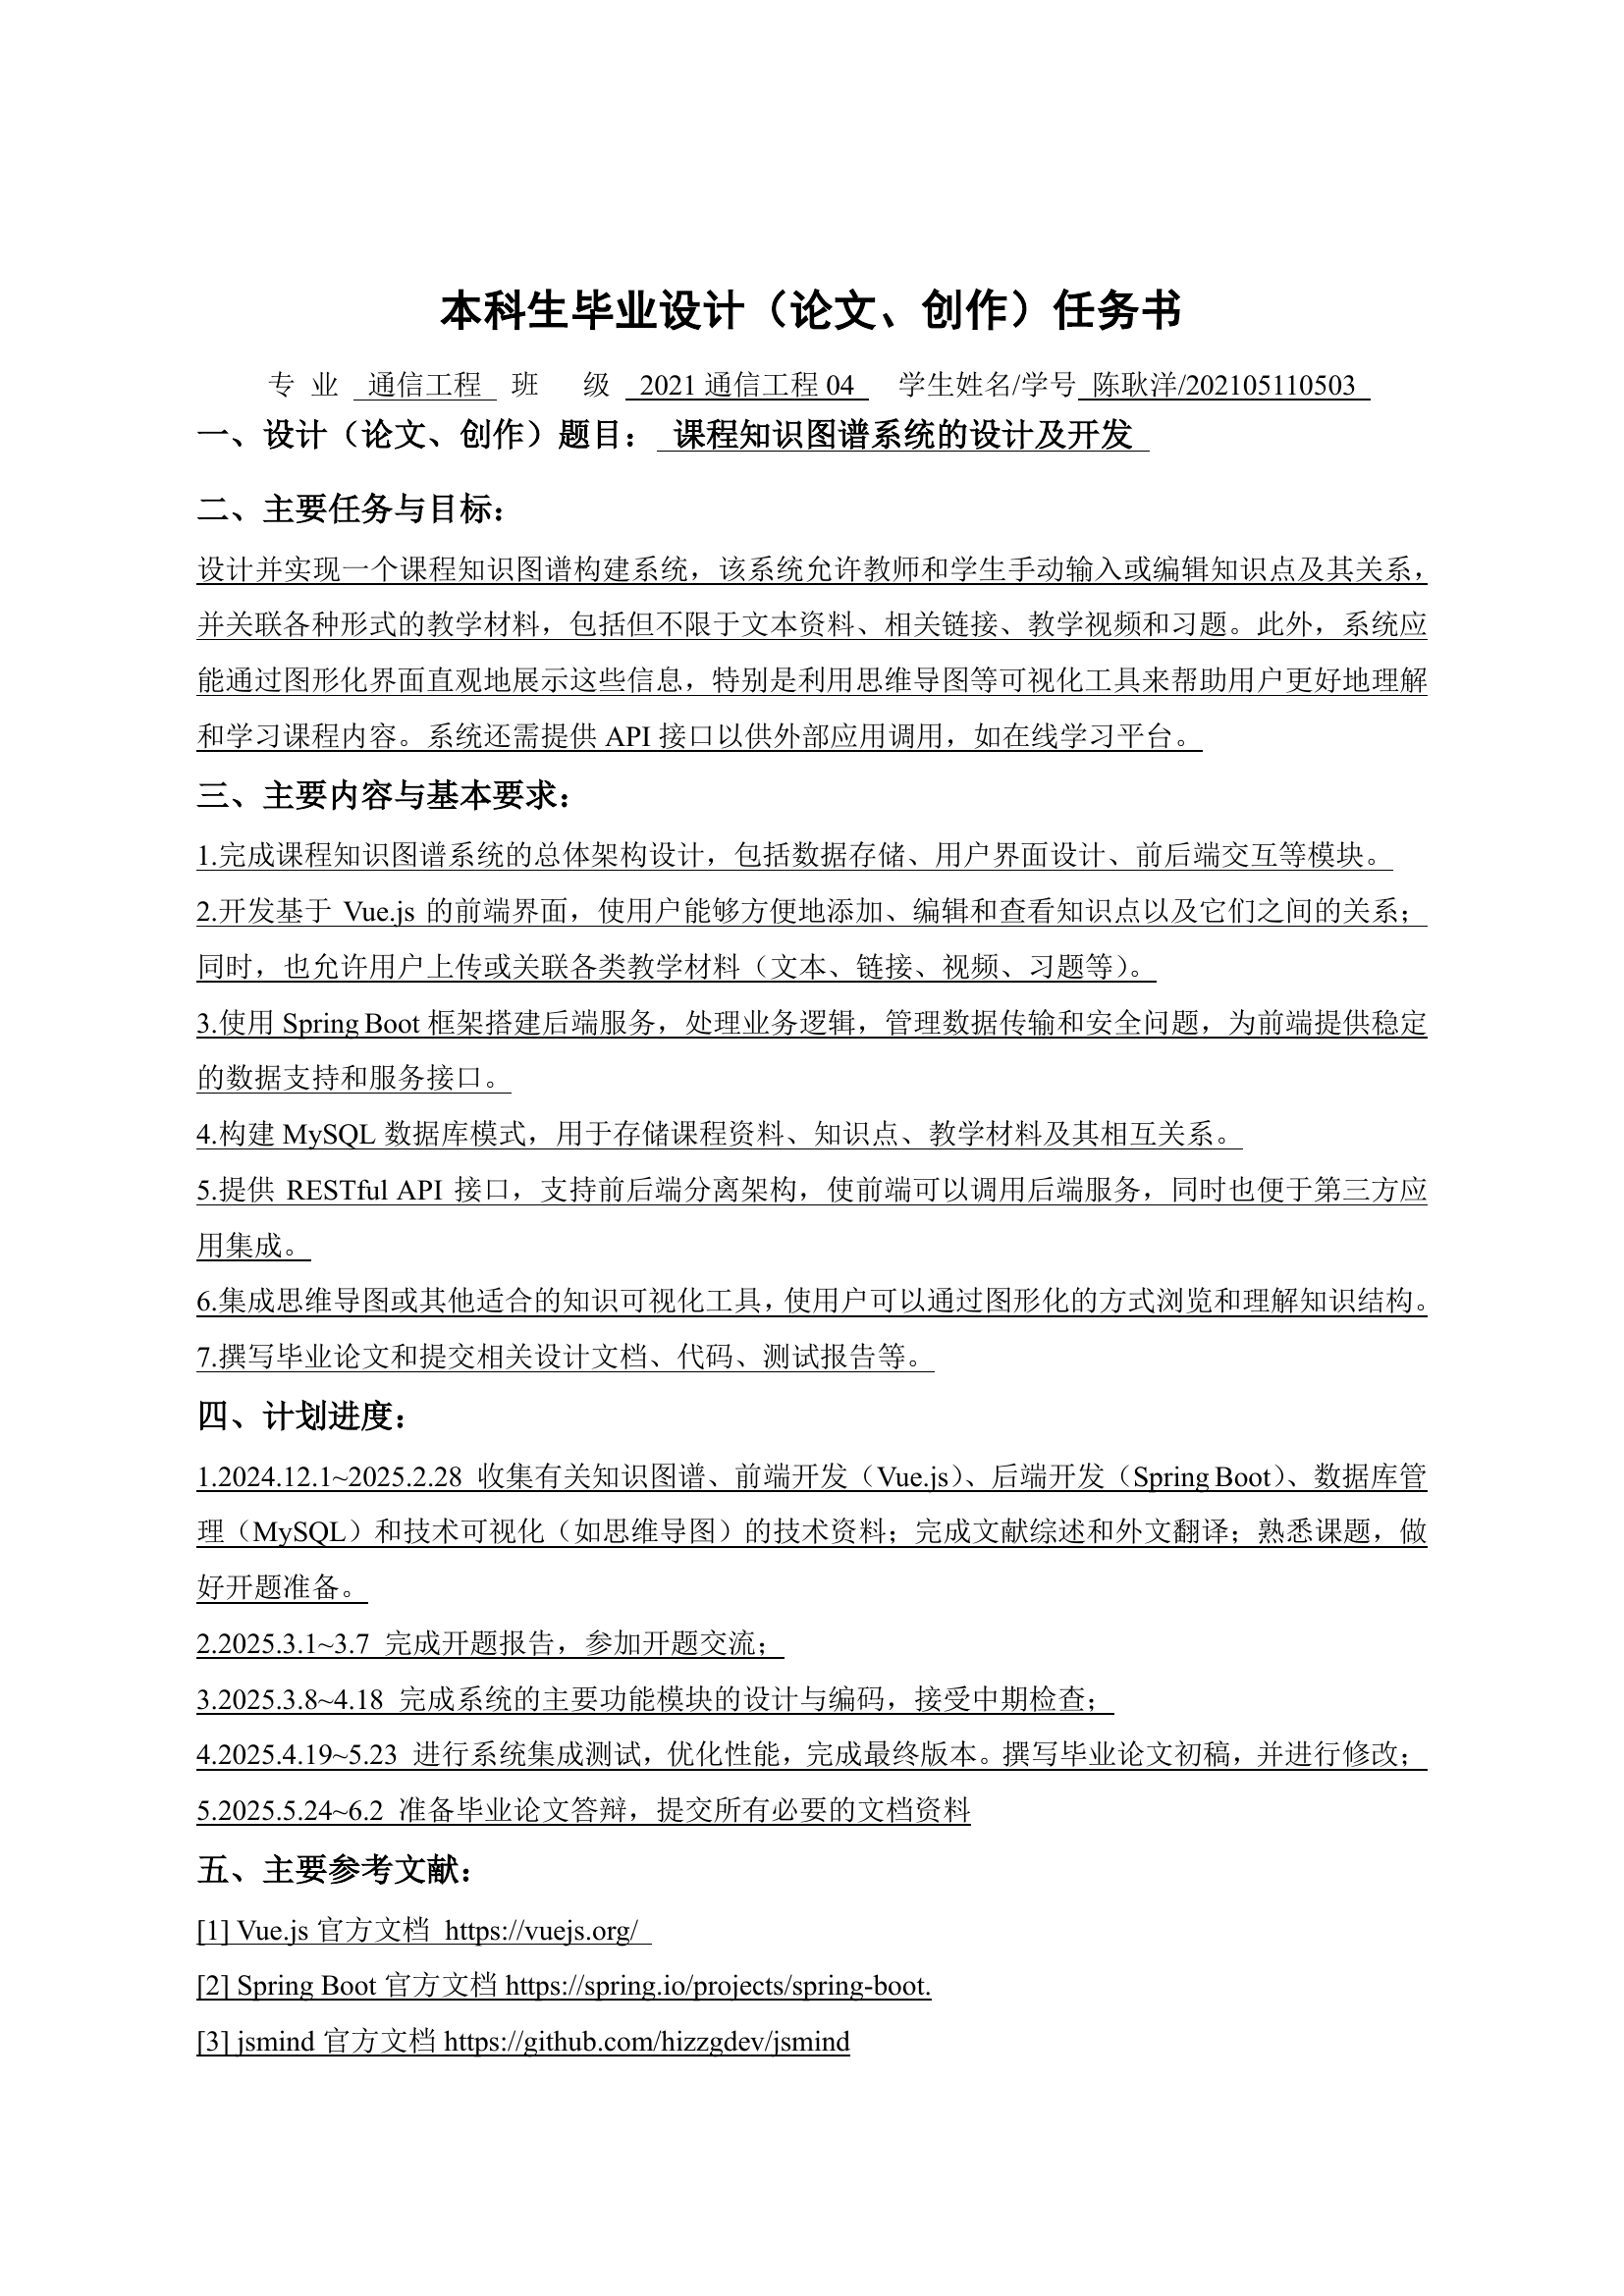 本科生毕业设计（论文、创作）任务书
专 业 通信工程 班 级 2021 通信工程 04 学生姓名/学号 陈耿洋/202105110503
一、设计（论文、创作）题目： 课程知识图谱系统的设计及开发
二、主要任务与目标：
设计并实现一个课程知识图谱构建系统，该系统允许教师和学生手动输入或编辑知识点及其关系，
并关联各种形式的教学材料，包括但不限于文本资料、相关链接、教学视频和习题。此外，系统应
能通过图形化界面直观地展示这些信息，特别是利用思维导图等可视化工具来帮助用户更好地理解
和学习课程内容。系统还需提供 API 接口以供外部应用调用，如在线学习平台。
三、主要内容与基本要求：
1.完成课程知识图谱系统的总体架构设计，包括数据存储、用户界面设计、前后端交互等模块。
2.开发基于 Vue.js 的前端界面，使用户能够方便地添加、编辑和查看知识点以及它们之间的关系；
同时，也允许用户上传或关联各类教学材料（文本、链接、视频、习题等）。
3.使用 Spring Boot 框架搭建后端服务，处理业务逻辑，管理数据传输和安全问题，为前端提供稳定
的数据支持和服务接口。
4.构建 MySQL 数据库模式，用于存储课程资料、知识点、教学材料及其相互关系。
5.提供 RESTful API 接口，支持前后端分离架构，使前端可以调用后端服务，同时也便于第三方应
用集成。
6.集成思维导图或其他适合的知识可视化工具，使用户可以通过图形化的方式浏览和理解知识结构。
7.撰写毕业论文和提交相关设计文档、代码、测试报告等。
四、计划进度：
1.2024.12.1~2025.2.28 收集有关知识图谱、前端开发（Vue.js）、后端开发（Spring Boot）、数据库管
理（MySQL）和技术可视化（如思维导图）的技术资料；完成文献综述和外文翻译；熟悉课题，做
好开题准备。
2.2025.3.1~3.7 完成开题报告，参加开题交流；
3.2025.3.8~4.18 完成系统的主要功能模块的设计与编码，接受中期检查；
4.2025.4.19~5.23 进行系统集成测试，优化性能，完成最终版本。撰写毕业论文初稿，并进行修改；
5.2025.5.24~6.2 准备毕业论文答辩，提交所有必要的文档资料
五、主要参考文献：
[1] Vue.js 官方文档 https://vuejs.org/
[2] Spring Boot 官方文档 https://spring.io/projects/spring-boot.
[3] jsmind 官方文档 https://github.com/hizzgdev/jsmind